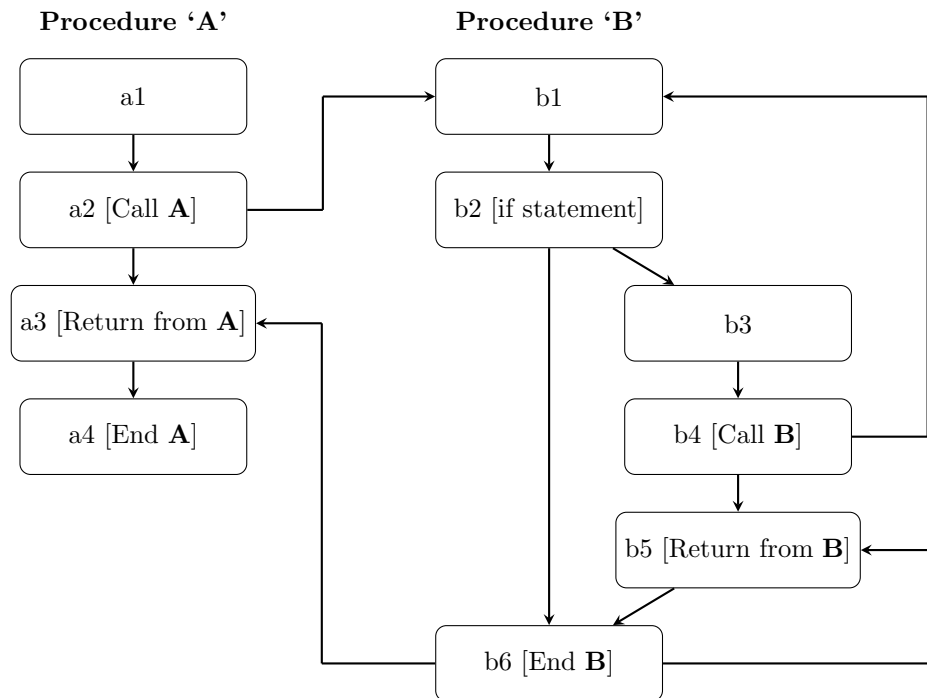 Procedure ‘A’
Procedure ‘B’
a1
b1
a2 [Call A]
b2 [if statement]
a3 [Return from A]
b3
a4 [End A]
b4 [Call B]
b5 [Return from B]
b6 [End B]